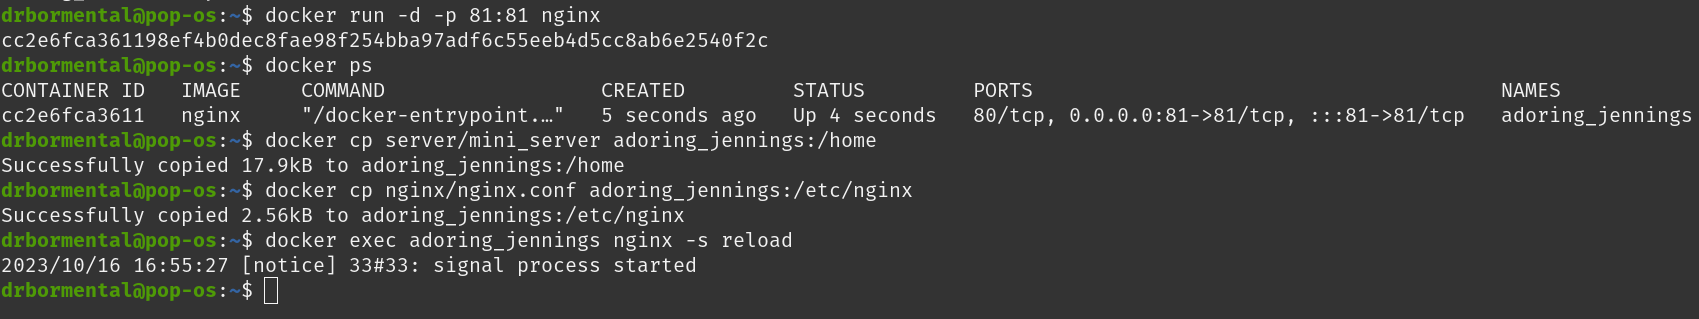 drbormental@pop-os:~$ docker run -d -p 81:81 nginx
cc2e6fca361198ef4b0dec8fae98f254bba97adf6c55eeb4d5cc8ab6e2540f2c
drbormental@pop-os:~$ docker ps
CONTAINER ID   IMAGE     COMMAND                  CREATED         STATUS         PORTS                                       NAMES
cc2e6fca3611   nginx     "/docker-entrypoint.…"   5 seconds ago   Up 4 seconds   80/tcp, 0.0.0.0:81->81/tcp, :::81->81/tcp   adoring_jennings
drbormental@pop-os:~$ docker cp server/mini_server adoring_jennings:/home
Successfully copied 17.9kB to adoring_jennings:/home
drbormental@pop-os:~$ docker cp nginx/nginx.conf adoring_jennings:/etc/nginx
Successfully copied 2.56kB to adoring_jennings:/etc/nginx
drbormental@pop-os:~$ docker exec adoring_jennings nginx -s reload
2023/10/16 16:55:27 [notice] 33#33: signal process started
drbormental@pop-os:~$